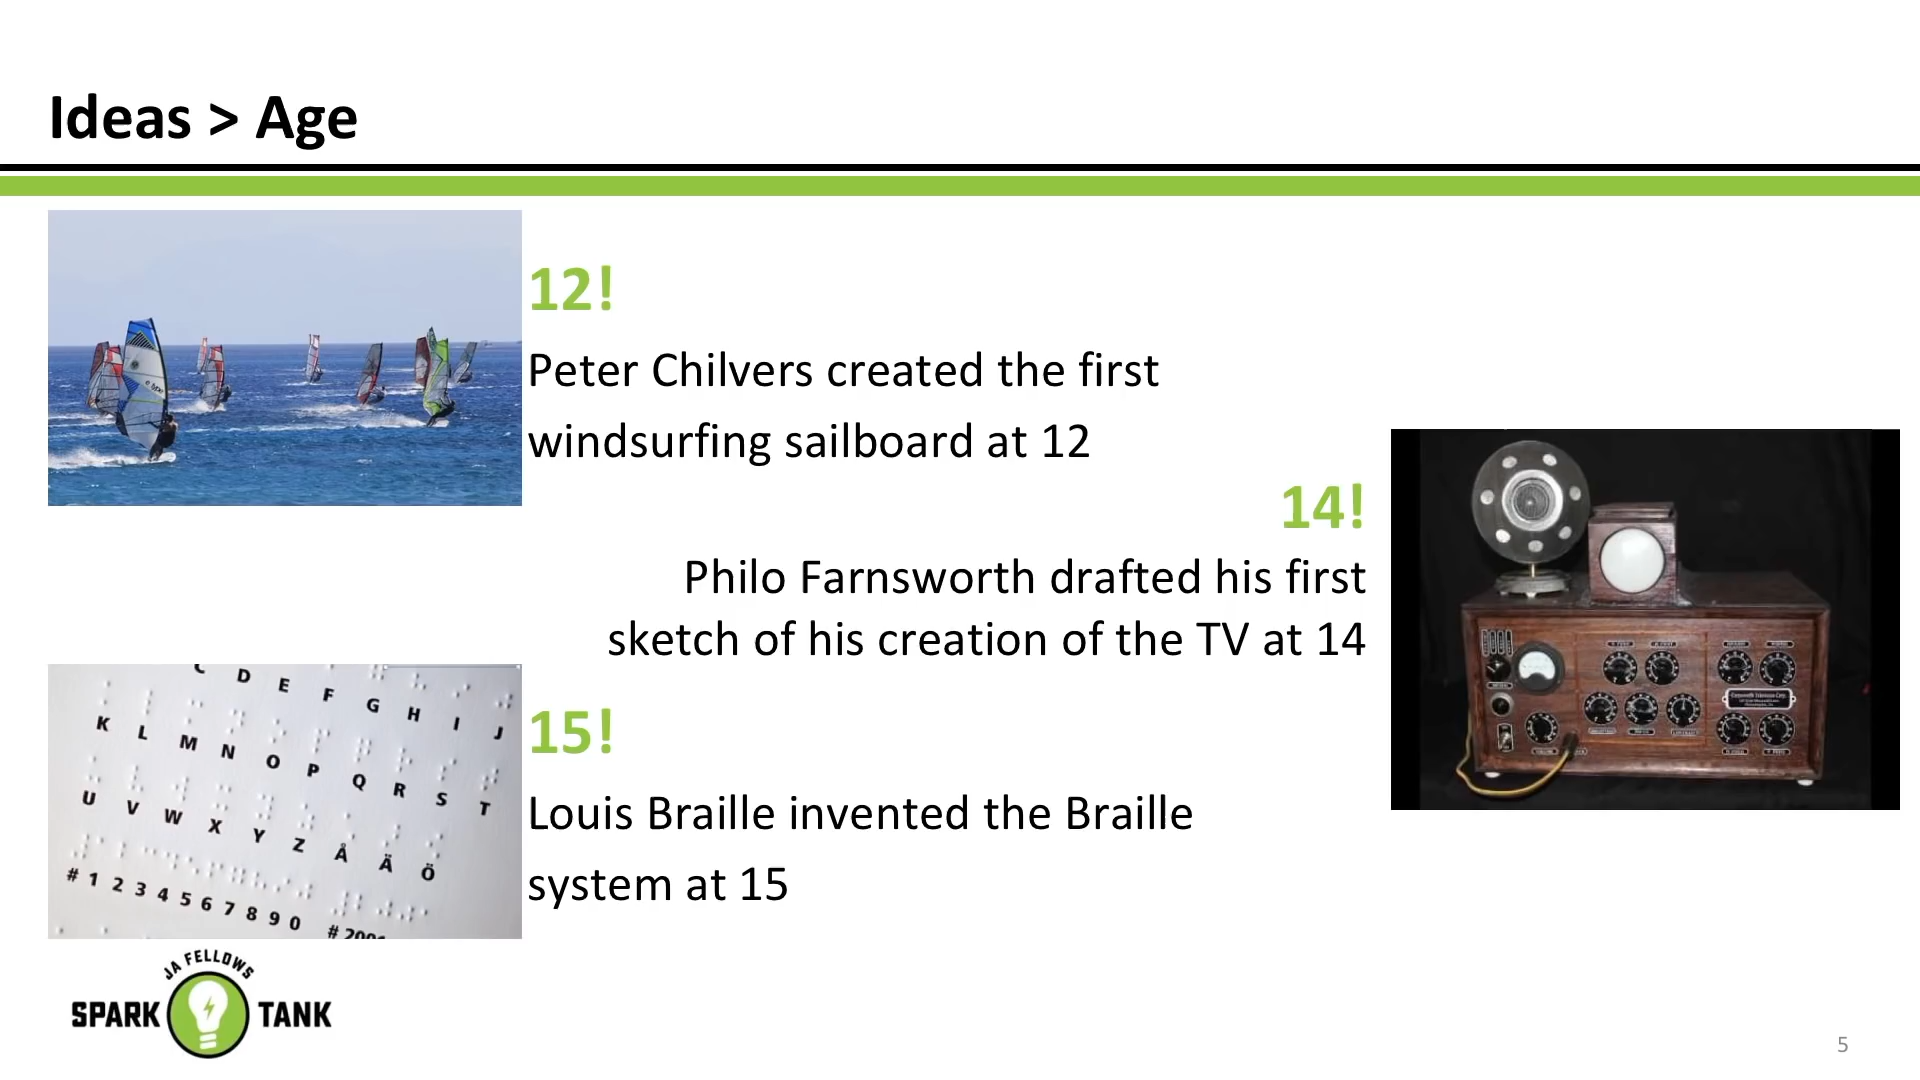 Ideas > Age
12!
Peter Chilvers created the first
windsurfing sailboard at 12
14!
Philo Farnsworth drafted his first
sketch of his creation of the TV at 14
C D E F G H I J
K L M N O P Q R S T
U V W X Y Z Å Ä Ö
# 1 2 3 4 5 6 7 8 9 0
15!
Louis Braille invented the Braille
system at 15
JA FELLOWS
SPARK TANK
5